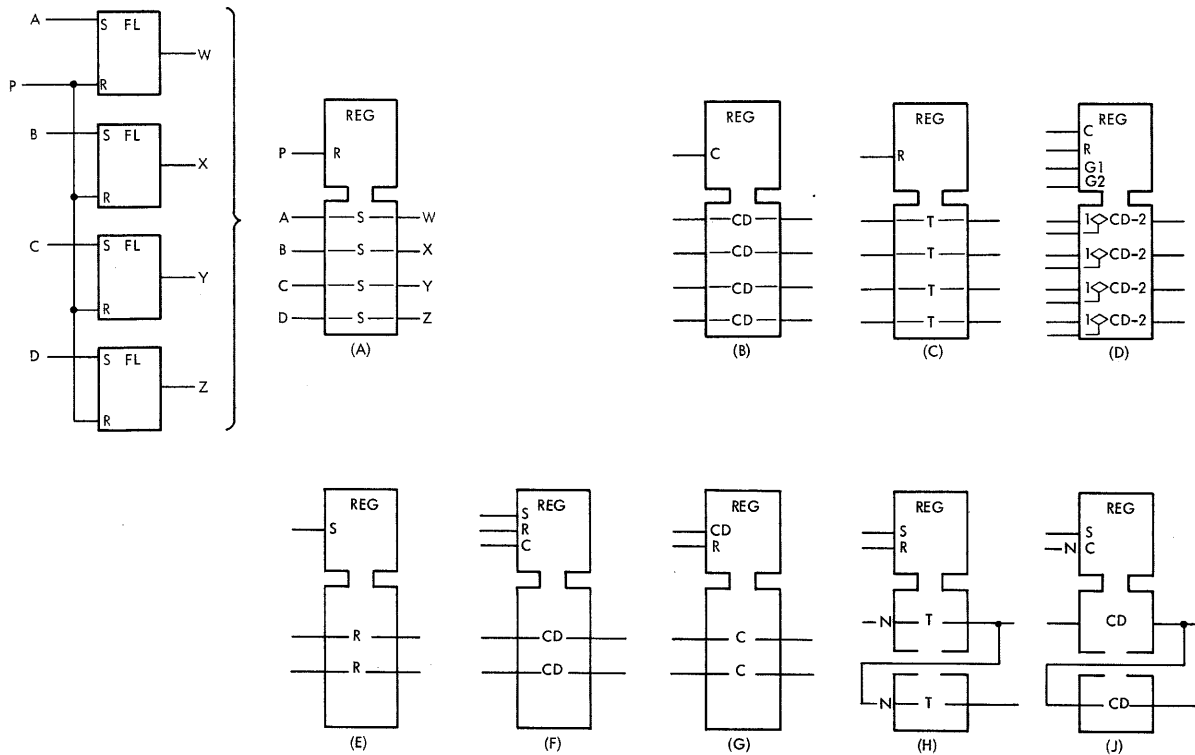 A
S FL
W
P
R
B
S FL
X
R
C
S FL
Y
R
D
S FL
Z
R
REG
P R
A S W
B S X
C S Y
D S Z
(A)
REG
C
CD
CD
CD
CD
(B)
REG
R
T
T
T
T
(C)
REG
C
R
G1
G2
1 CD-2
1 CD-2
1 CD-2
1 CD-2
(D)
REG
S
R
R
(E)
REG
S
R
C
CD
CD
(F)
REG
CD
R
C
C
(G)
REG
S
R
N T
N T
(H)
REG
S
N C
CD
CD
(J)